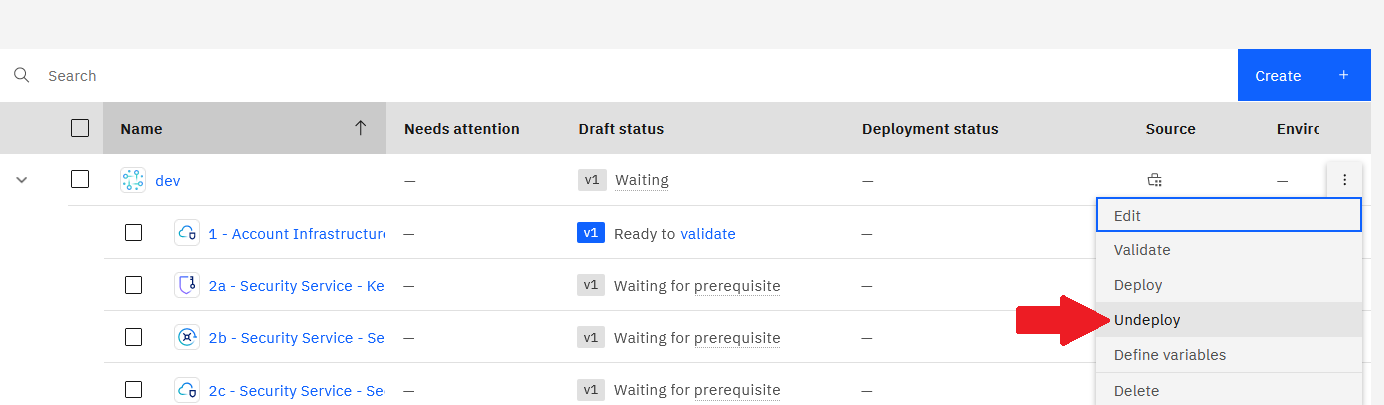 Search
Create +
Name Needs attention Draft status Deployment status Source
dev — v1 Waiting — —
1 - Account Infrastructure — v1 Ready to validate —
2a - Security Service - Ke — v1 Waiting for prerequisite —
2b - Security Service - Se — v1 Waiting for prerequisite —
2c - Security Service - Se — v1 Waiting for prerequisite —
Edit
Validate
Deploy
Undeploy
Define variables
Delete